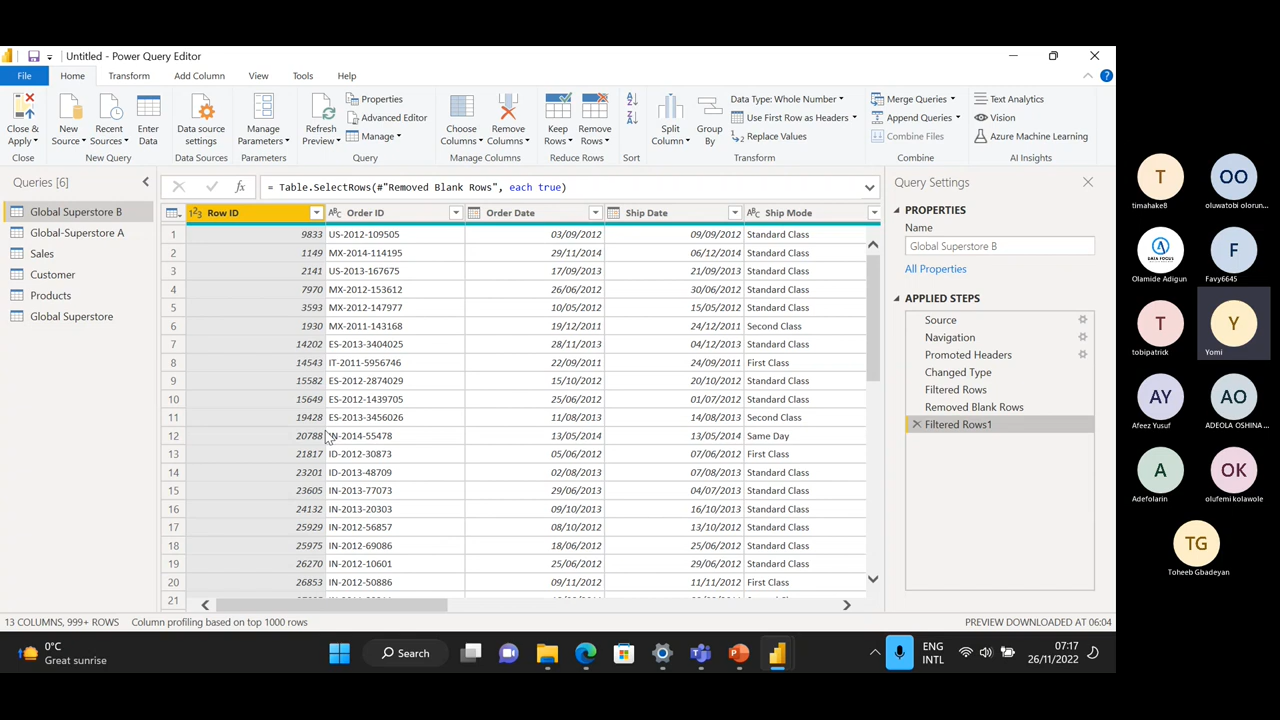 Untitled - Power Query Editor
File Home Transform Add Column View Tools Help
Close & Apply
New Source
Recent Sources
Enter Data
Data source settings
Manage Parameters
Refresh Preview
Properties
Advanced Editor
Manage
Choose Columns
Remove Columns
Keep Rows
Remove Rows
Split Column
Group By
Data Type: Whole Number
Use First Row as Headers
Replace Values
Merge Queries
Append Queries
Combine Files
Text Analytics
Vision
Azure Machine Learning
Close New Query Data Sources Parameters Query Manage Columns Reduce Rows Sort Transform Combine AI Insights
Queries [6]
Global Superstore B
Global-Superstore A
Sales
Customer
Products
Global Superstore
= Table.SelectRows(#"Removed Blank Rows", each true)
Row ID Order ID Order Date Ship Date Ship Mode
1 9833 US-2012-109505 03/09/2012 09/09/2012 Standard Class
2 1149 MX-2014-114195 29/11/2014 06/12/2014 Standard Class
3 2141 US-2013-167675 17/09/2013 21/09/2013 Standard Class
4 7970 MX-2012-153612 26/06/2012 30/06/2012 Standard Class
5 3593 MX-2012-147977 10/05/2012 15/05/2012 Standard Class
6 1930 MX-2011-143168 19/12/2011 24/12/2011 Second Class
7 14202 ES-2013-3404025 28/11/2013 04/12/2013 Standard Class
8 14543 IT-2011-5956746 22/09/2011 24/09/2011 First Class
9 15582 ES-2012-2874029 15/10/2012 20/10/2012 Standard Class
10 15649 ES-2012-1439705 25/06/2012 01/07/2012 Standard Class
11 19428 ES-2013-3456026 11/08/2013 14/08/2013 Second Class
12 20788 IN-2014-55478 13/05/2014 13/05/2014 Same Day
13 21817 ID-2012-30873 05/06/2012 07/06/2012 First Class
14 23201 IND-2013-48709 02/08/2013 07/08/2013 Standard Class
15 23605 IN-2013-77073 29/06/2013 04/07/2013 Standard Class
16 24132 IN-2013-20303 09/10/2013 16/10/2013 Standard Class
17 25929 IN-2012-56857 08/10/2012 13/10/2012 Standard Class
18 25975 IN-2012-69086 18/06/2012 25/06/2012 Standard Class
19 26270 IN-2012-10601 25/06/2012 29/06/2012 Standard Class
20 26853 IN-2012-50886 09/11/2012 11/11/2012 First Class
21
Query Settings
PROPERTIES
Name
Global Superstore B
All Properties
APPLIED STEPS
Source
Navigation
Promoted Headers
Changed Type
Filtered Rows
Removed Blank Rows
Filtered Rows1
13 COLUMNS, 999+ ROWS Column profiling based on top 1000 rows PREVIEW DOWNLOADED AT 06:04
0°C
Great sunrise
Search
ENG
INTL
07:17
26/11/2022
T
timahake8
OO
oluwatobi olorun...
GAEA FOCUS
Olamide Adigun
F
Favy6645
T
tobipatrick
Y
Yomi
AY
Afeez Yusuf
AO
ADEOLA OSHINA ...
A
Adefolarin
OK
olufemi kolawole
TG
Toheeb Gbadeyan